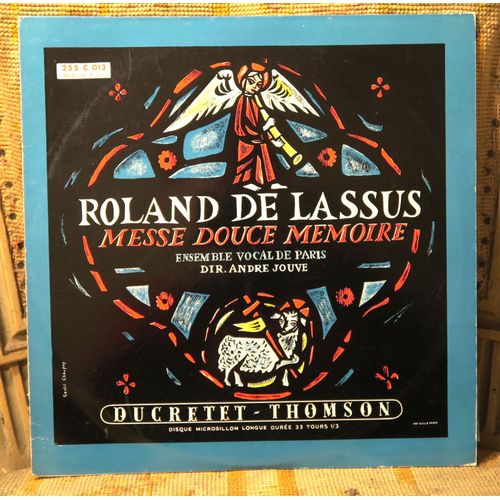 255 C 013
ROLAND DE LASSUS
MESSE DOUCE MEMOIRE
ENSEMBLE VOCAL DE PARIS
DIR. ANDRE JOUVE
DUCRETET-THOMSON
DISQUE MICROSILLON LONGUE DURÉE 33 TOURS 1/3